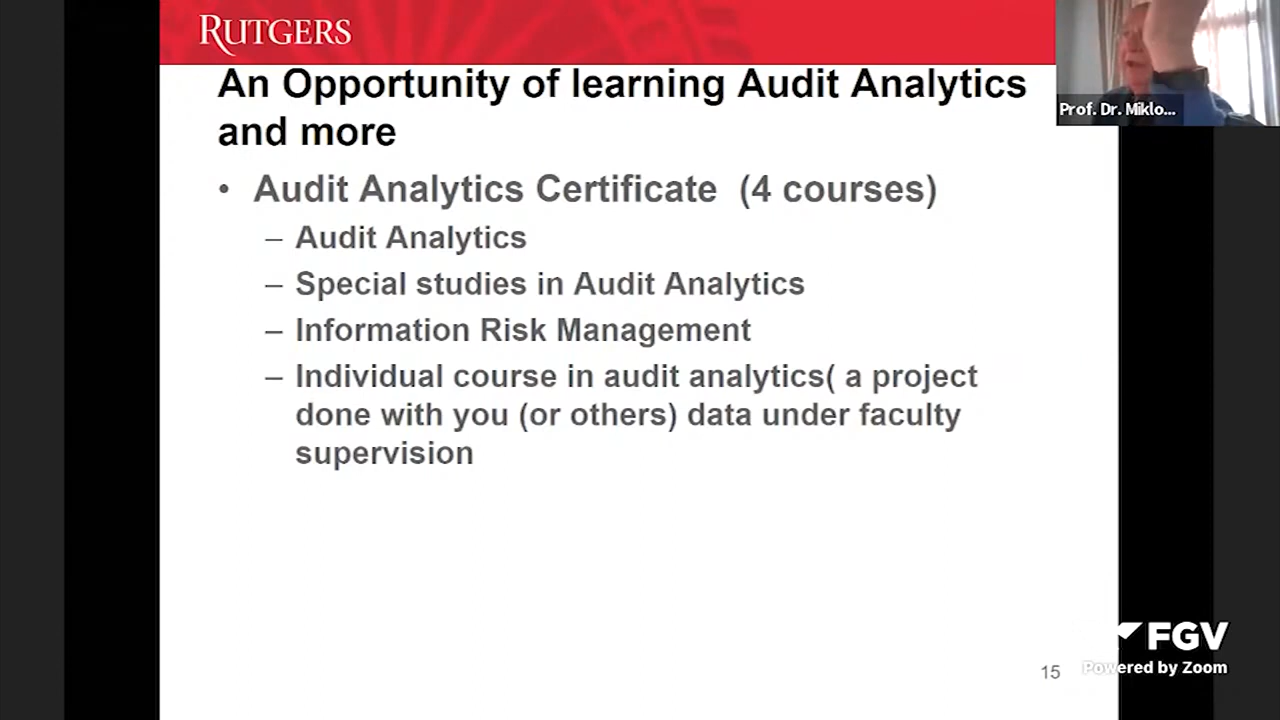 RUTGERS
An Opportunity of learning Audit Analytics
and more
• Audit Analytics Certificate (4 courses)
– Audit Analytics
– Special studies in Audit Analytics
– Information Risk Management
– Individual course in audit analytics( a project
done with you (or others) data under faculty
supervision
Prof. Dr. Miklo...
15
FGV
Powered by Zoom